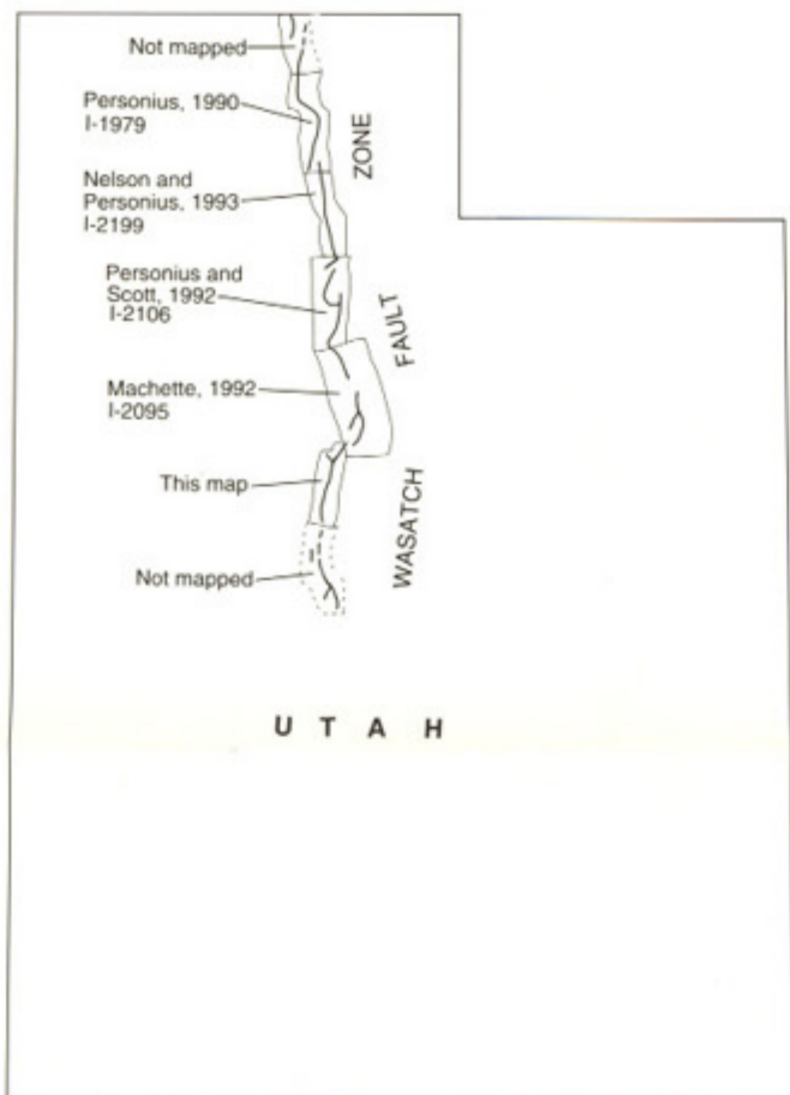 Not mapped
Personius, 1990
I-1979
Nelson and
Personius, 1993
I-2199
Personius and
Scott, 1992
I-2106
Machette, 1992
I-2095
This map
Not mapped
WASATCH
FAULT
ZONE
UTAH